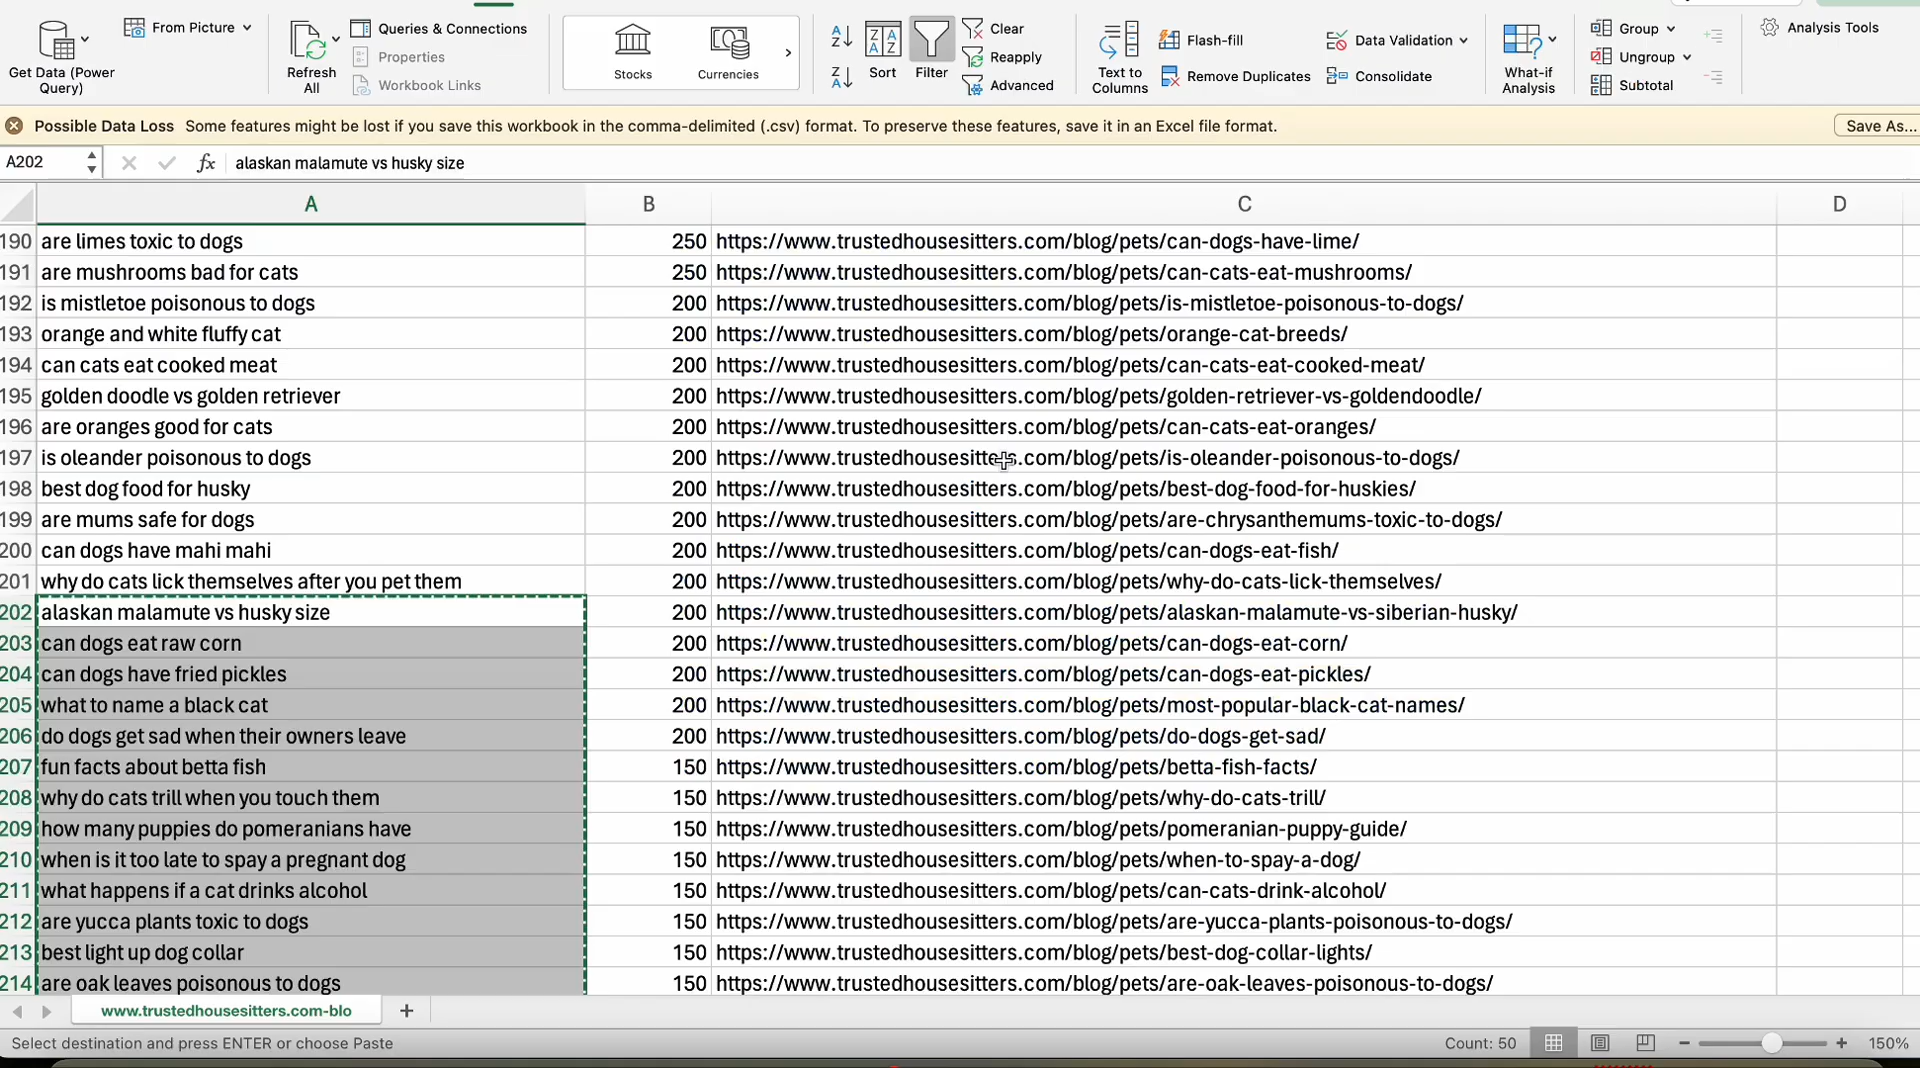 Get Data (Power Query)
From Picture
Refresh All
Queries & Connections
Properties
Workbook Links
Stocks
Currencies
Sort
Filter
Clear
Reapply
Advanced
Text to Columns
Flash-fill
Remove Duplicates
Data Validation
Consolidate
What-if Analysis
Group
Ungroup
Subtotal
Analysis Tools
Possible Data Loss Some features might be lost if you save this workbook in the comma-delimited (.csv) format. To preserve these features, save it in an Excel file format. Save As...
A202 fx alaskan malamute vs husky size
A B C D
190 are limes toxic to dogs 250 https://www.trustedhousesitters.com/blog/pets/can-dogs-have-lime/
191 are mushrooms bad for cats 250 https://www.trustedhousesitters.com/blog/pets/can-cats-eat-mushrooms/
192 is mistletoe poisonous to dogs 200 https://www.trustedhousesitters.com/blog/pets/is-mistletoe-poisonous-to-dogs/
193 orange and white fluffy cat 200 https://www.trustedhousesitters.com/blog/pets/orange-cat-breeds/
194 can cats eat cooked meat 200 https://www.trustedhousesitters.com/blog/pets/can-cats-eat-cooked-meat/
195 golden doodle vs golden retriever 200 https://www.trustedhousesitters.com/blog/pets/golden-retriever-vs-goldendoodle/
196 are oranges good for cats 200 https://www.trustedhousesitters.com/blog/pets/can-cats-eat-oranges/
197 is oleander poisonous to dogs 200 https://www.trustedhousesitters.com/blog/pets/is-oleander-poisonous-to-dogs/
198 best dog food for husky 200 https://www.trustedhousesitters.com/blog/pets/best-dog-food-for-huskies/
199 are mums safe for dogs 200 https://www.trustedhousesitters.com/blog/pets/are-chrysanthemums-toxic-to-dogs/
200 can dogs have mahi mahi 200 https://www.trustedhousesitters.com/blog/pets/can-dogs-eat-fish/
201 why do cats lick themselves after you pet them 200 https://www.trustedhousesitters.com/blog/pets/why-do-cats-lick-themselves/
202 alaskan malamute vs husky size 200 https://www.trustedhousesitters.com/blog/pets/alaskan-malamute-vs-siberian-husky/
203 can dogs eat raw corn 200 https://www.trustedhousesitters.com/blog/pets/can-dogs-eat-corn/
204 can dogs have fried pickles 200 https://www.trustedhousesitters.com/blog/pets/can-dogs-eat-pickles/
205 what to name a black cat 200 https://www.trustedhousesitters.com/blog/pets/most-popular-black-cat-names/
206 do dogs get sad when their owners leave 200 https://www.trustedhousesitters.com/blog/pets/do-dogs-get-sad/
207 fun facts about betta fish 150 https://www.trustedhousesitters.com/blog/pets/betta-fish-facts/
208 why do cats trill when you touch them 150 https://www.trustedhousesitters.com/blog/pets/why-do-cats-trill/
209 how many puppies do pomeranians have 150 https://www.trustedhousesitters.com/blog/pets/pomeranian-puppy-guide/
210 when is it too late to spay a pregnant dog 150 https://www.trustedhousesitters.com/blog/pets/when-to-spay-a-dog/
211 what happens if a cat drinks alcohol 150 https://www.trustedhousesitters.com/blog/pets/can-cats-drink-alcohol/
212 are yucca plants toxic to dogs 150 https://www.trustedhousesitters.com/blog/pets/are-yucca-plants-poisonous-to-dogs/
213 best light up dog collar 150 https://www.trustedhousesitters.com/blog/pets/best-dog-collar-lights/
214 are oak leaves poisonous to dogs 150 https://www.trustedhousesitters.com/blog/pets/are-oak-leaves-poisonous-to-dogs/
www.trustedhousesitters.com-blo
Select destination and press ENTER or choose Paste Count: 50 150%